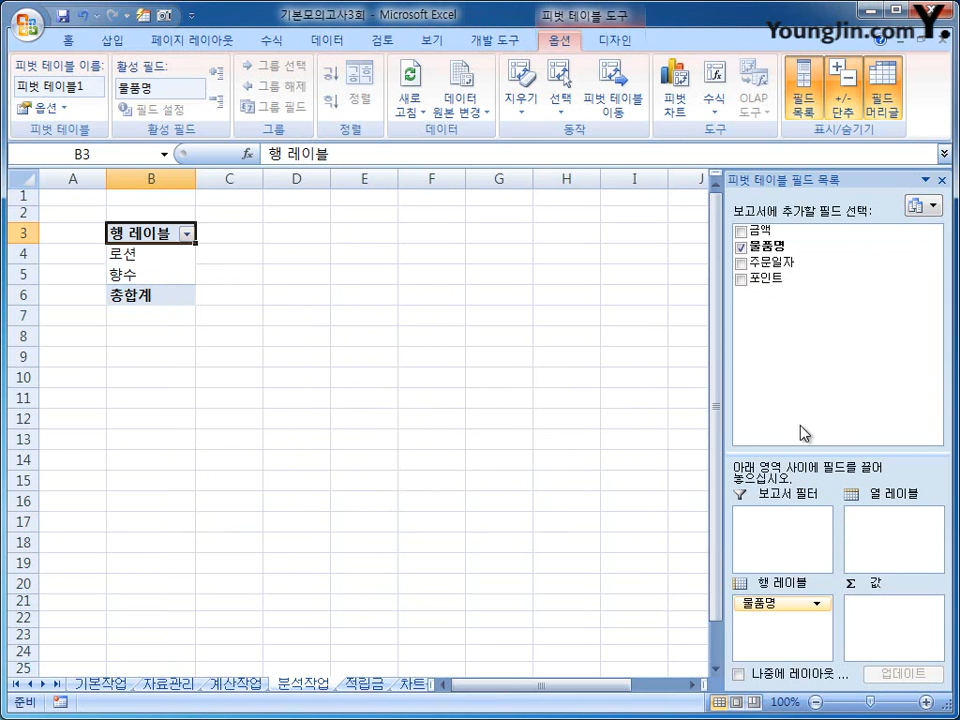 기본모의고사3회 - Microsoft Excel
피벗 테이블 도구
YoungJin.com Y.
홈 삽입 페이지 레이아웃 수식 데이터 검토 보기 개발 도구 옵션 디자인
피벗 테이블 이름:
피벗 테이블1
옵션
피벗 테이블
활성 필드:
물품명
필드 설정
활성 필드
그룹 선택
그룹 해제
그룹 필드
그룹
정렬
정렬
새로 고침
데이터 원본 변경
데이터
지우기
선택
피벗 테이블 이동
동작
피벗 차트
수식
OLAP 도구
도구
필드 목록
+/- 단추
필드 머리글
표시/숨기기
B3
fx
행 레이블
A B C D E F G H I J
1
2
3 행 레이블
4 로션
5 향수
6 총합계
7
8
9
10
11
12
13
14
15
16
17
18
19
20
21
22
23
24
25
피벗 테이블 필드 목록
보고서에 추가할 필드 선택:
금액
물품명
주문일자
포인트
아래 영역 사이에 필드를 끌어
놓으십시오.
보고서 필터
열 레이블
행 레이블
Σ 값
물품명
나중에 레이아웃 ...
업데이트
기본작업 자료관리 계산작업 분석작업 적립금 차트
준비
100%